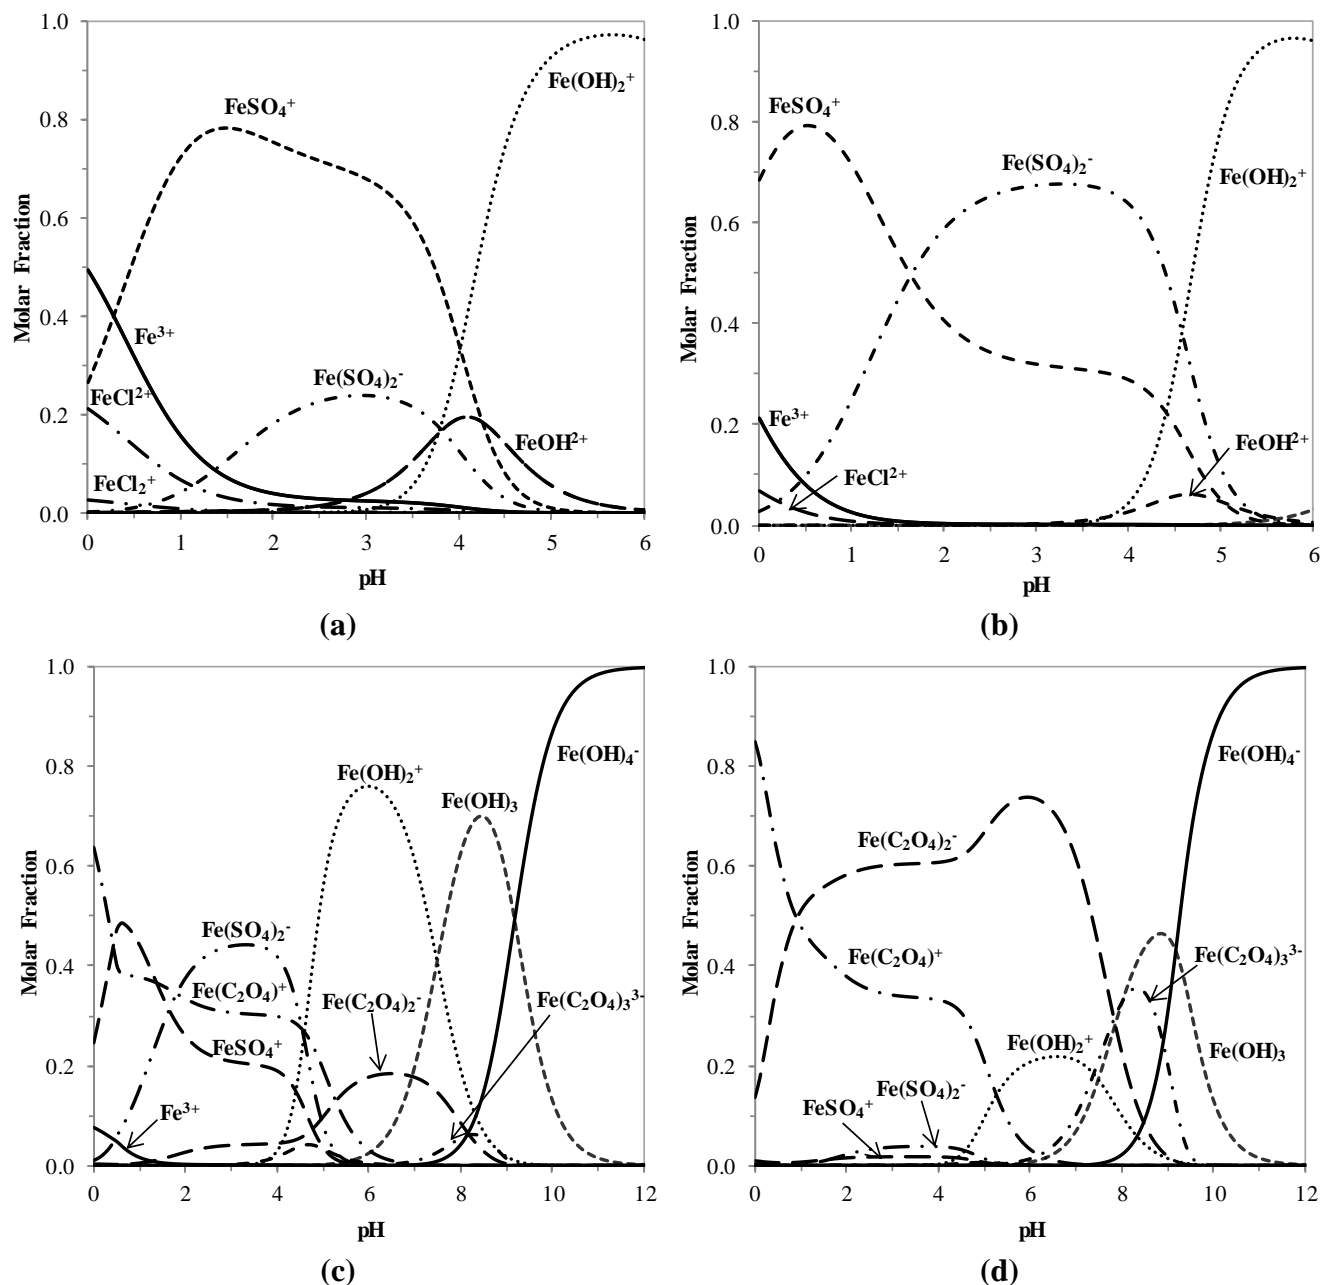 1.0
0.8
0.6
0.4
0.2
0.0
Molar Fraction
FeSO₄⁺
Fe(OH)₂⁺
Fe³⁺
FeCl²⁺
FeCl₂⁺
Fe(SO₄)₂⁻
FeOH²⁺
0 1 2 3 4 5 6
pH
(a)
1.0
0.8
0.6
0.4
0.2
0.0
Molar Fraction
FeSO₄⁺
Fe(SO₄)₂⁻
Fe(OH)₂⁺
Fe³⁺
FeCl²⁺
FeOH²⁺
0 1 2 3 4 5 6
pH
(b)
1.0
0.8
0.6
0.4
0.2
0.0
Molar Fraction
Fe(OH)₂⁺
Fe(OH)₃
Fe(OH)₄⁻
Fe(SO₄)₂⁻
Fe(C₂O₄)⁺
Fe(C₂O₄)₂⁻
Fe(C₂O₄)₃³⁻
FeSO₄⁺
Fe³⁺
0 2 4 6 8 10 12
pH
(c)
1.0
0.8
0.6
0.4
0.2
0.0
Molar Fraction
Fe(OH)₄⁻
Fe(C₂O₄)₂⁻
Fe(C₂O₄)⁺
Fe(C₂O₄)₃³⁻
Fe(OH)₂⁺
Fe(OH)₃
Fe(SO₄)₂⁻
FeSO₄⁺
0 2 4 6 8 10 12
pH
(d)